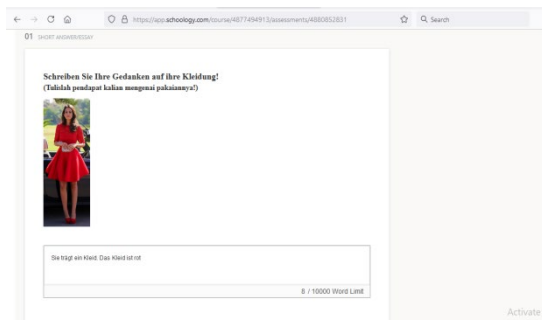 https://app.schoology.com/course/4877494913/assessments/4880852831
Search
01 SHORT ANSWER/ESSAY
Schreiben Sie Ihre Gedanken auf ihre Kleidung!
(Tulislah pendapat kalian mengenai pakaiannya!)
Sie trägt ein Kleid. Das Kleid ist rot
8 / 10000 Word Limit
Activate